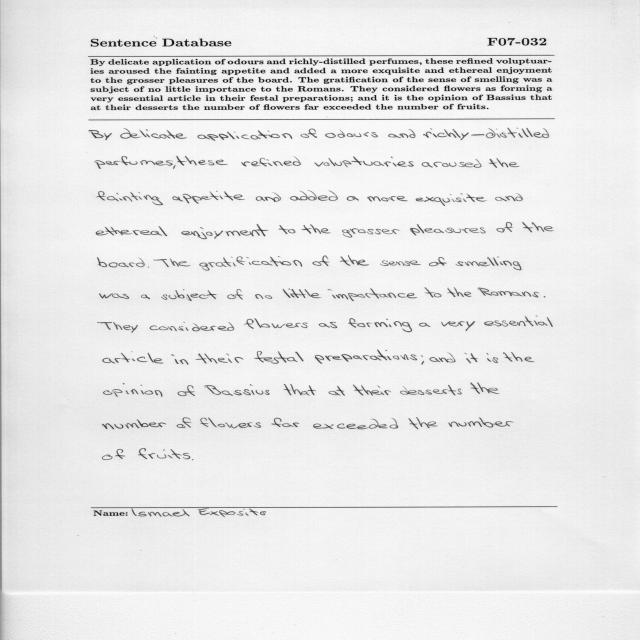 Sentence Database F07-032
By delicate application of odours and richly-distilled perfumes, these refined voluptuar-
ies aroused the fainting appetite and added a more exquisite and ethereal enjoyment
to the grosser pleasures of the board. The gratification of the sense of smelling was a
subject of no little importance to the Romans. They considered flowers as forming a
very essential article in their festal preparations; and it is the opinion of Bassius that
at their desserts the number of flowers far exceeded the number of fruits.
By delicate application of odours and richly-distilled
perfumes, these refined voluptuaries aroused the
fainting appetite and added a more exquisite and
ethereal enjoyment to the grosser pleasures of the
board. The gratification of the sense of smelling
was a subject of no little importance to the Romans.
They considered flowers as forming a very essential
article in their festal preparations; and it is the
opinion of Bassius that at their desserts the
number of flowers far exceeded the number
of fruits.
Name: Ismael Exposito